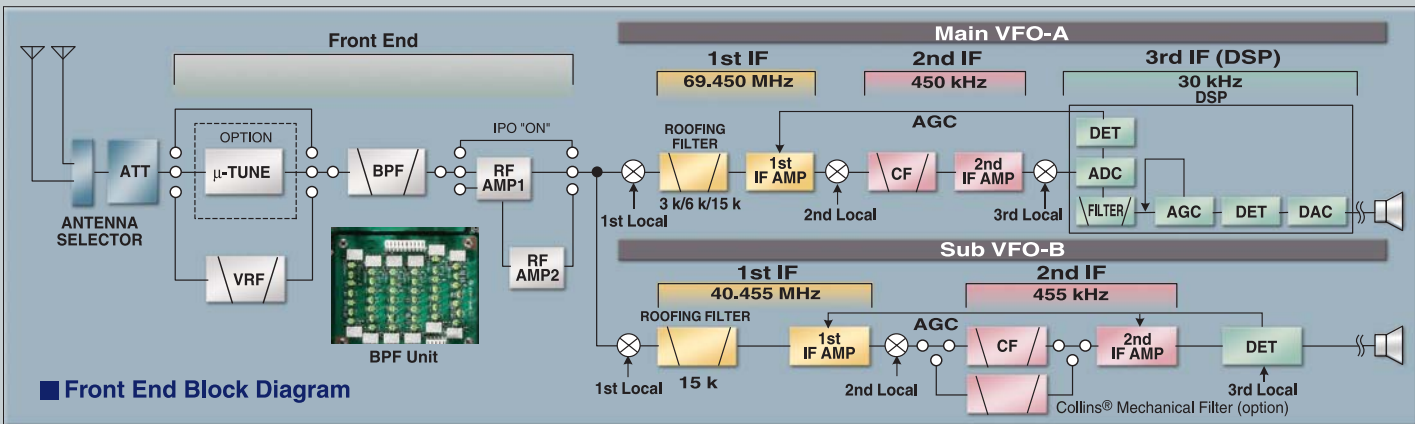 Main VFO-A
Front End
1st IF
69.450 MHz
2nd IF
450 kHz
3rd IF (DSP)
30 kHz
DSP
OPTION
µ-TUNE
IPO "ON"
ROOFING
FILTER
AGC
DET
ATT
BPF
RF
AMP1
1st
IF AMP
CF
2nd
IF AMP
ADC
3 k/6 k/15 k
1st Local
2nd Local
3rd Local
FILTER
AGC
DET
DAC
ANTENNA
SELECTOR
VRF
RF
AMP2
BPF Unit
Sub VFO-B
1st IF
40.455 MHz
2nd IF
455 kHz
ROOFING FILTER
AGC
1st
IF AMP
CF
2nd
IF AMP
DET
1st Local
15 k
2nd Local
3rd Local
Collins® Mechanical Filter (option)
Front End Block Diagram